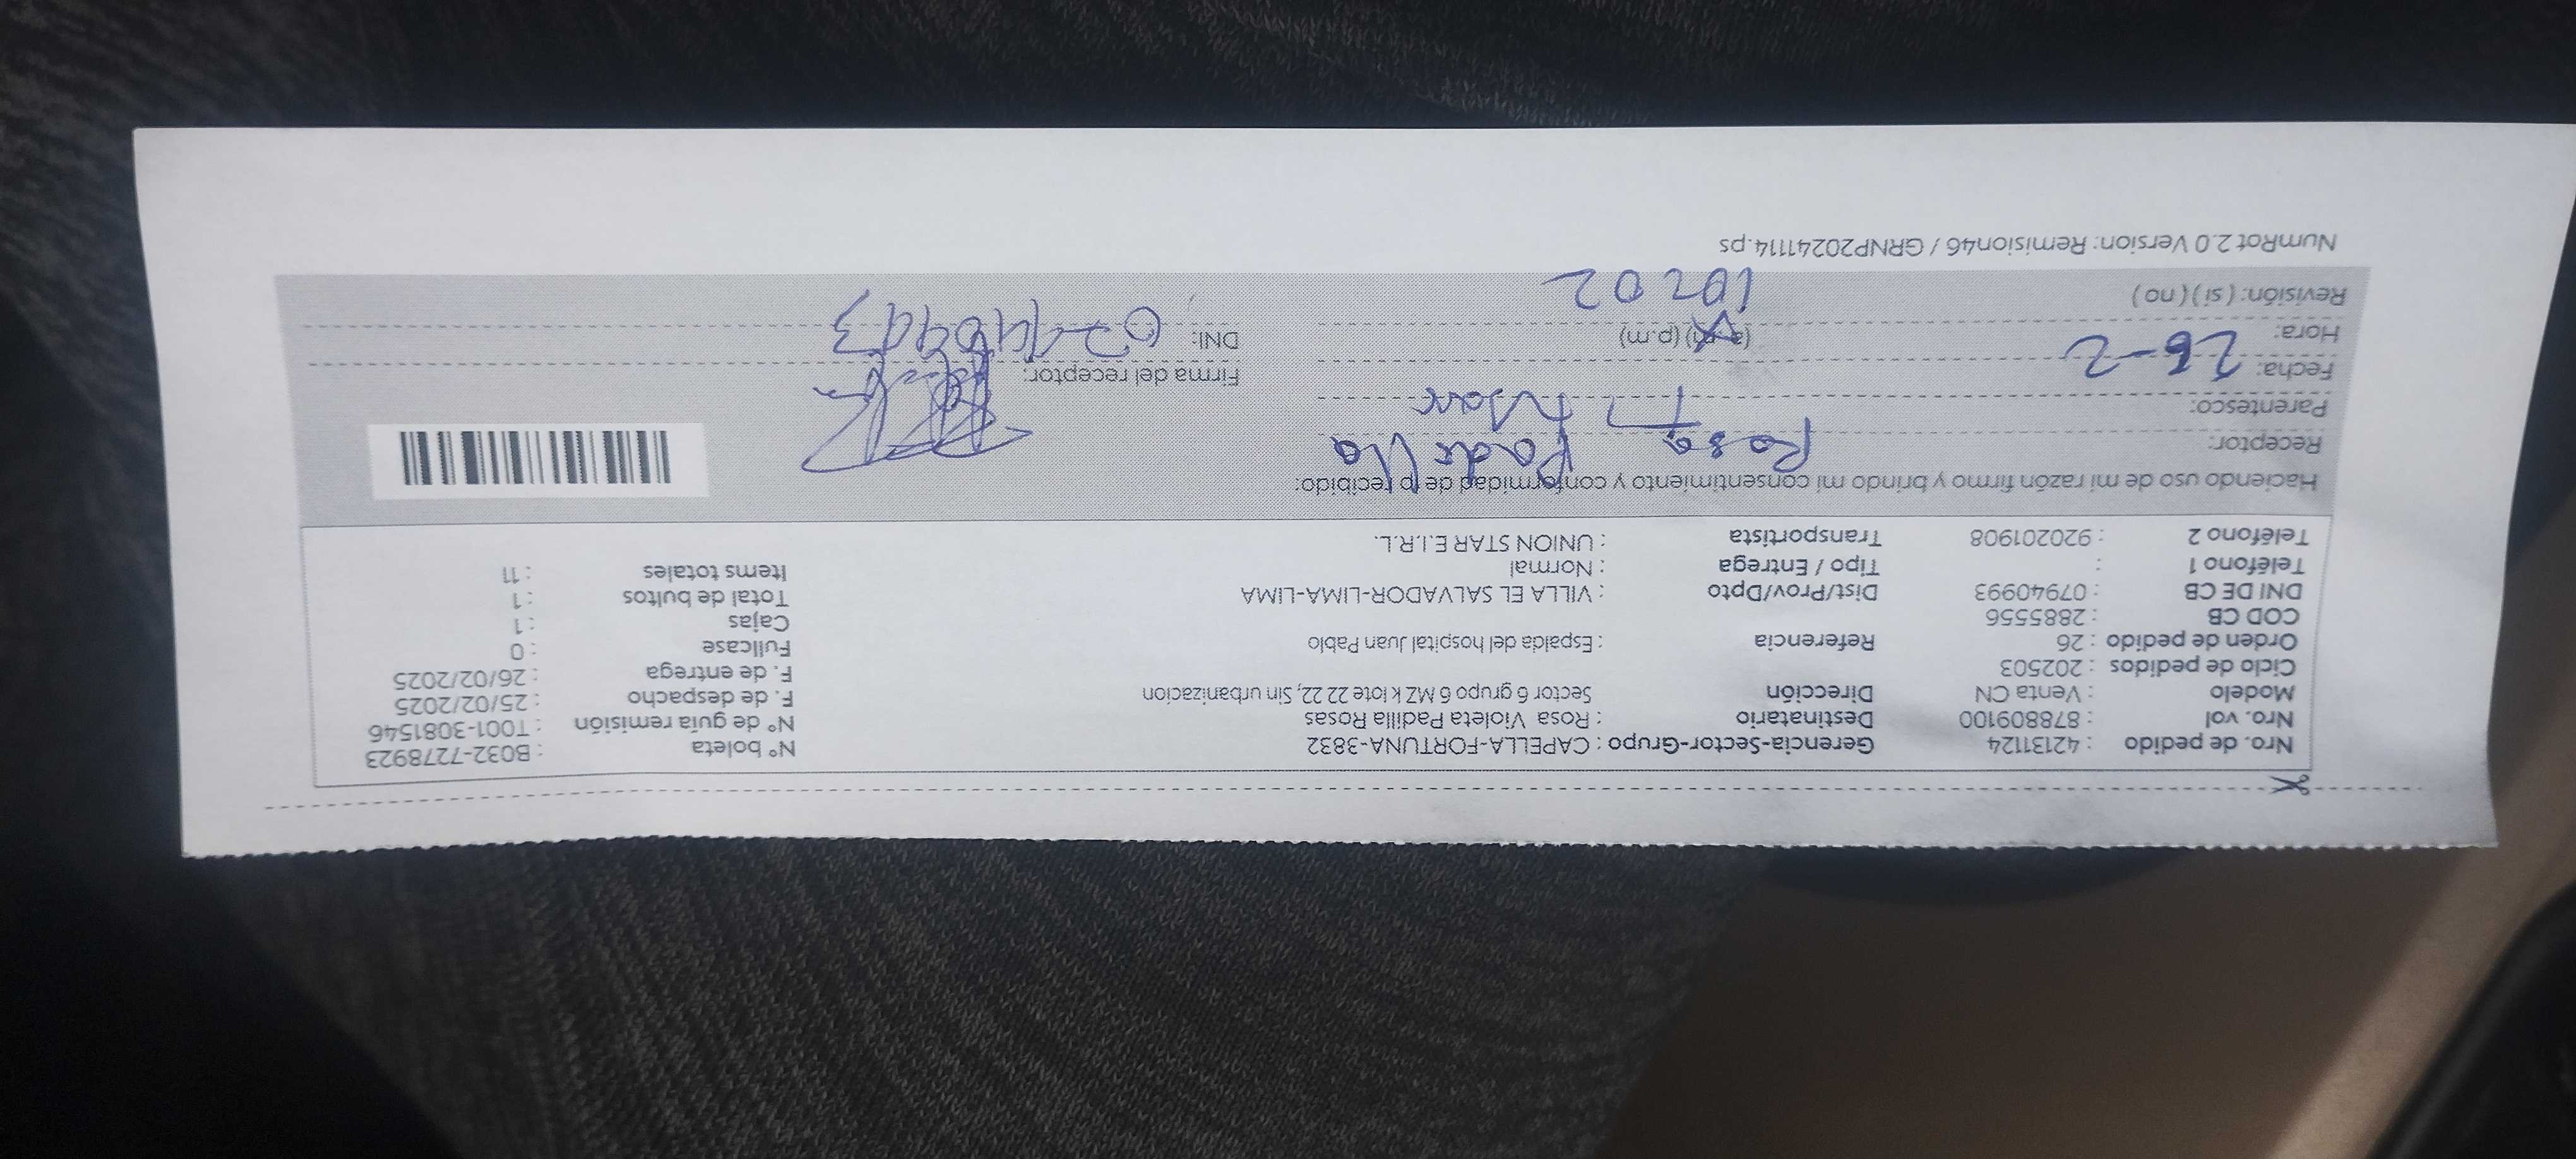 Nro. de pedido : 42131124 Gerencia-Sector-Grupo : CAPELLA-FORTUNA-3832 N° boleta : B032-7278923
Nro. vol : 878809100 Destinatario : Rosa Violeta Padilla Rosas N° de guía remisión : T001-3081546
Modelo : Venta CN Dirección Sector 6 grupo 6 MZ k lote 22 22, Sin urbanizacion F. de despacho : 25/02/2025
Ciclo de pedidos : 202503 F. de entrega : 26/02/2025
Orden de pedido : 26 Referencia : Espalda del hospital Juan Pablo Fullcase : 0
COD CB : 2885556 Cajas : 1
DNI DE CB : 07940993 Dist/Prov/Dpto : VILLA EL SALVADOR-LIMA-LIMA Total de bultos : 1
Teléfono 1 : Tipo / Entrega : Normal Items totales : 11
Teléfono 2 : 920201908 Transportista : UNION STAR E.I.R.L.
Haciendo uso de mi razón firmo y brindo mi consentimiento y conformidad de lo recibido:
Receptor: Rosa Padilla
Parentesco:
Fecha: 26-2 Firma del receptor:
Hora: (a.m) (p.m) DNI:
Revisión: ( si ) ( no ) 10202
NumRot 2.0 Version: Remision46 / GRNP20241114.ps